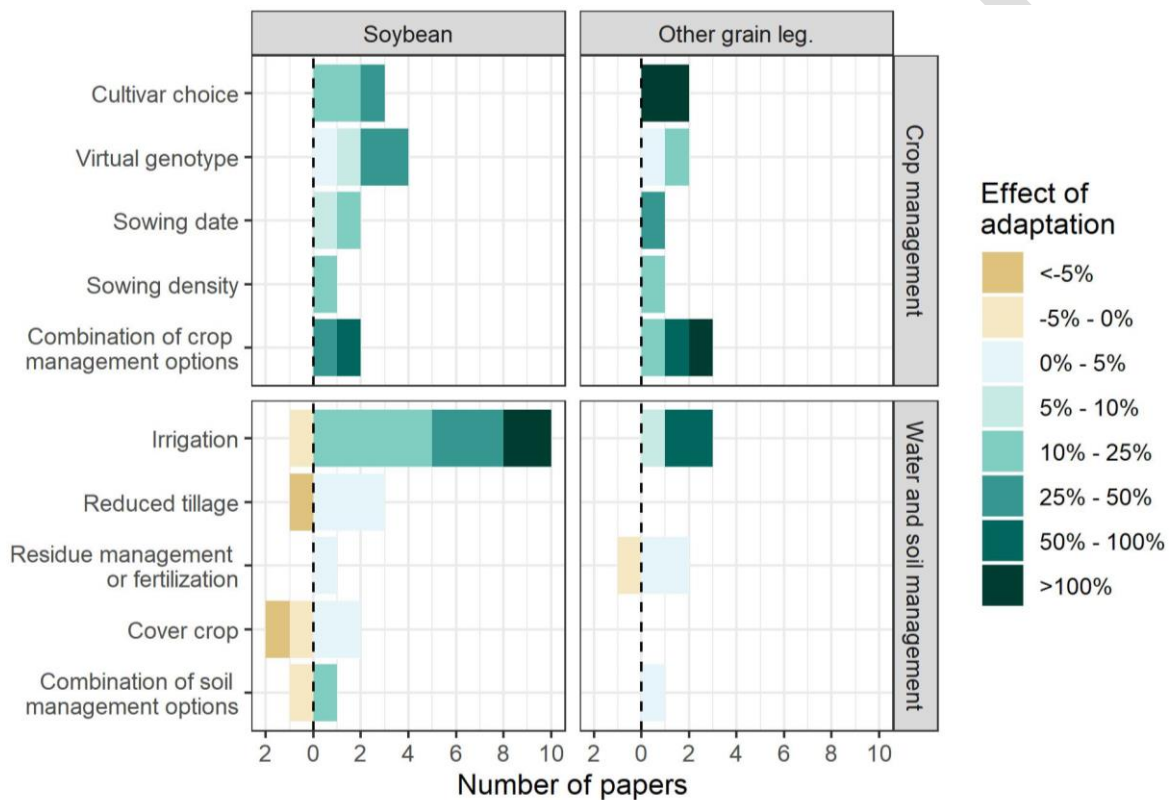 Soybean
Other grain leg.
Cultivar choice
Virtual genotype
Sowing date
Sowing density
Combination of crop
management options
Crop management
Irrigation
Reduced tillage
Residue management
or fertilization
Cover crop
Combination of soil
management options
Water and soil management
2 0 2 4 6 8 10
2 0 2 4 6 8 10
Number of papers
Effect of
adaptation
<-5%
-5% - 0%
0% - 5%
5% - 10%
10% - 25%
25% - 50%
50% - 100%
>100%